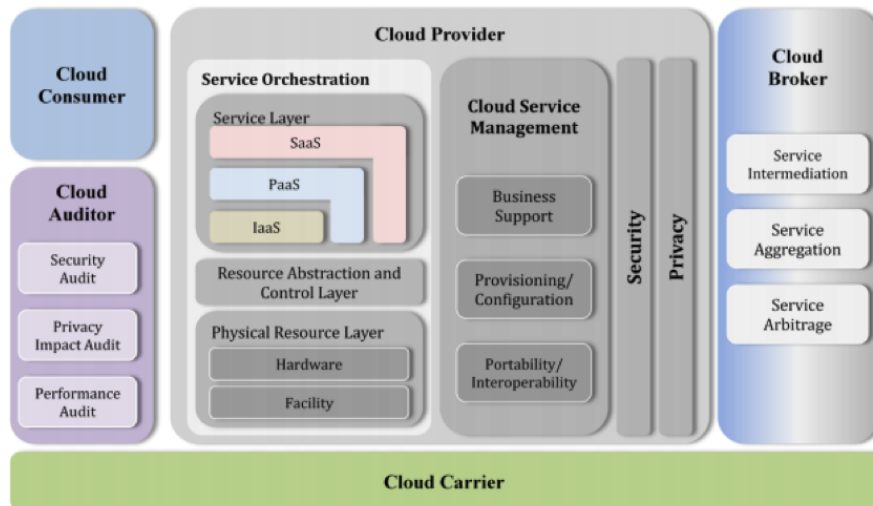 Cloud
Consumer
Cloud
Auditor
Security
Audit
Privacy
Impact Audit
Performance
Audit
Cloud Provider
Service Orchestration
Service Layer
SaaS
PaaS
IaaS
Resource Abstraction and
Control Layer
Physical Resource Layer
Hardware
Facility
Cloud Service
Management
Business
Support
Provisioning/
Configuration
Portability/
Interoperability
Security
Privacy
Cloud
Broker
Service
Intermediation
Service
Aggregation
Service
Arbitrage
Cloud Carrier